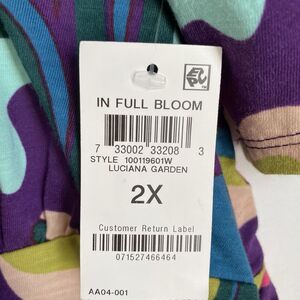 IN FULL BLOOM
7 33002 33208 3
STYLE 100119601W
LUCIANA GARDEN
2X
Customer Return Label
071527466464
AA04-001